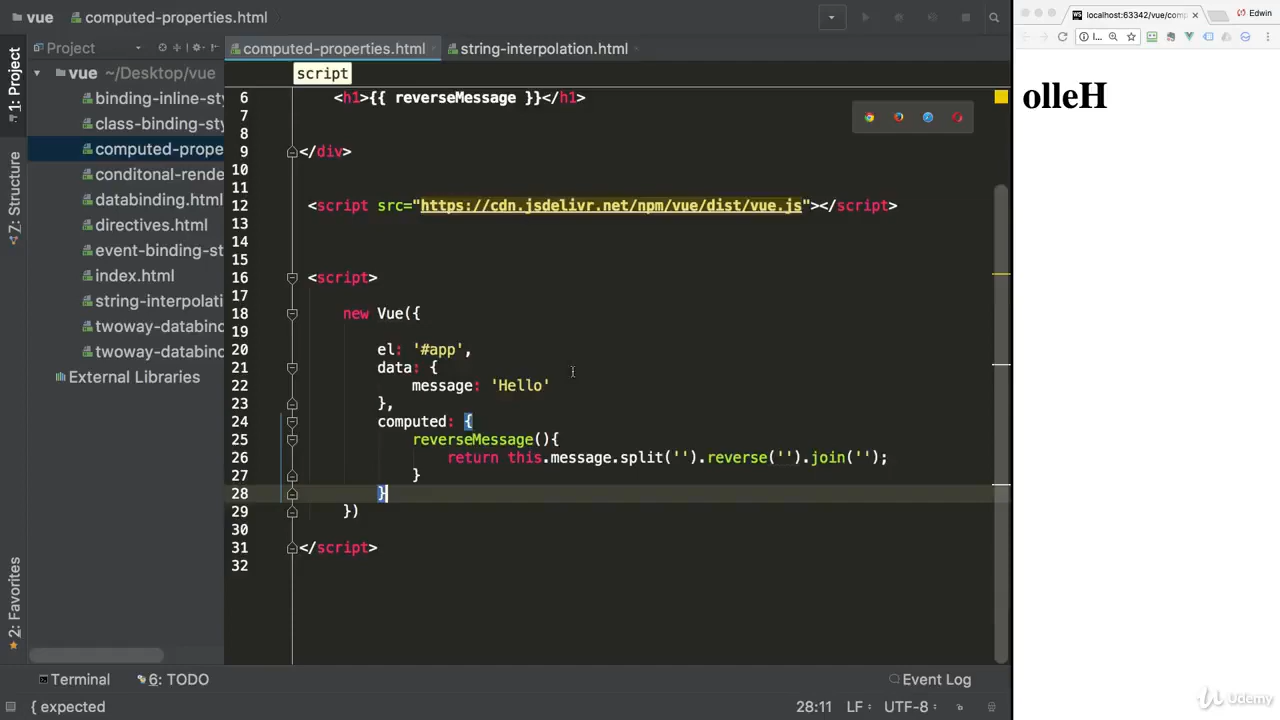 vue computed-properties.html
Project
computed-properties.html
string-interpolation.html
localhost:63342/vue/comp
Edwin
1: Project
vue ~/Desktop/vue
binding-inline-sty
class-binding-sty
computed-prope
conditonal-rende
databinding.html
directives.html
event-binding-st
index.html
string-interpolati
twoway-databind
twoway-databind
External Libraries
7: Structure
2: Favorites
script
6 <h1>{{ reverseMessage }}</h1>
7
8
9 </div>
10
11
12 <script src="https://cdn.jsdelivr.net/npm/vue/dist/vue.js"></script>
13
14
15
16 <script>
17
18 new Vue({
19
20 el: '#app',
21 data: {
22 message: 'Hello'
23 },
24 computed: {
25 reverseMessage(){
26 return this.message.split('').reverse('').join('');
27 }
28 }
29 })
30
31 </script>
32
olleH
Terminal
6: TODO
Event Log
{ expected
28:11 LF UTF-8
Udemy